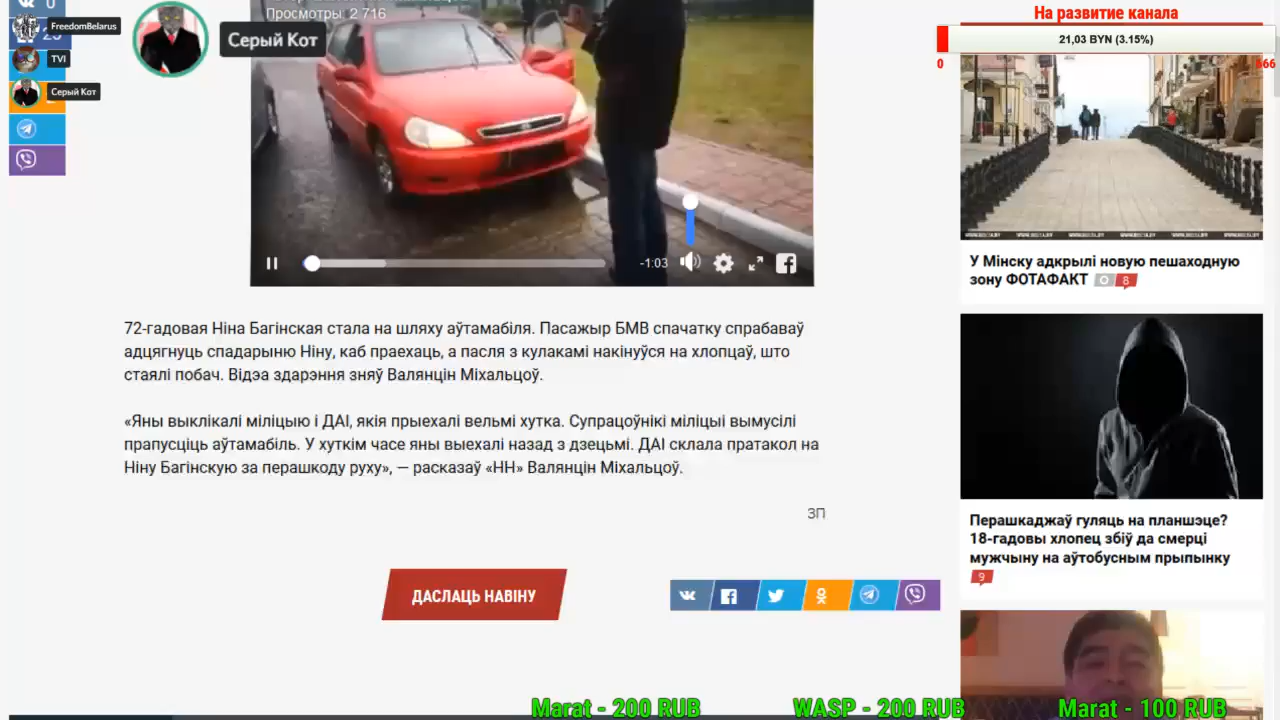 0
FreedomBelarus
TVI
Серый Кот
Просмотры: 2 716
Серый Кот
-1:03
72-гадовая Ніна Багінская стала на шляху аўтамабіля. Пасажыр БМВ спачатку спрабаваў
адцягнуць спадарыню Ніну, каб праехаць, а пасля з кулакамі накінуўся на хлопцаў, што
стаялі побач. Відэа здарэння зняў Валянцін Міхальцоў.
«Яны выклікалі міліцыю і ДАІ, якія прыехалі вельмі хутка. Супрацоўнікі міліцыі вымусілі
прапусціць аўтамабіль. У хуткім часе яны выехалі назад з дзецьмі. ДАІ склала пратакол на
Ніну Багінскую за перашкоду руху», — расказаў «НН» Валянцін Міхальцоў.
ЗП
ДАСЛАЦЬ НАВІНУ
На развитие канала
21,03 BYN (3.15%)
0
666
У Мінску адкрылі новую пешаходную
зону ФОТАФАКТ 8
Перашкаджаў гуляць на планшэце?
18-гадовы хлопец збіў да смерці
мужчыну на аўтобусным прыпынку
9
Marat - 200 RUB
WASP - 200 RUB
Marat - 100 RUB